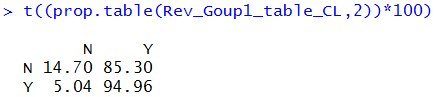 > t((prop.table(Rev_Goup1_table_CL,2))*100)
N Y
N 14.70 85.30
Y 5.04 94.96